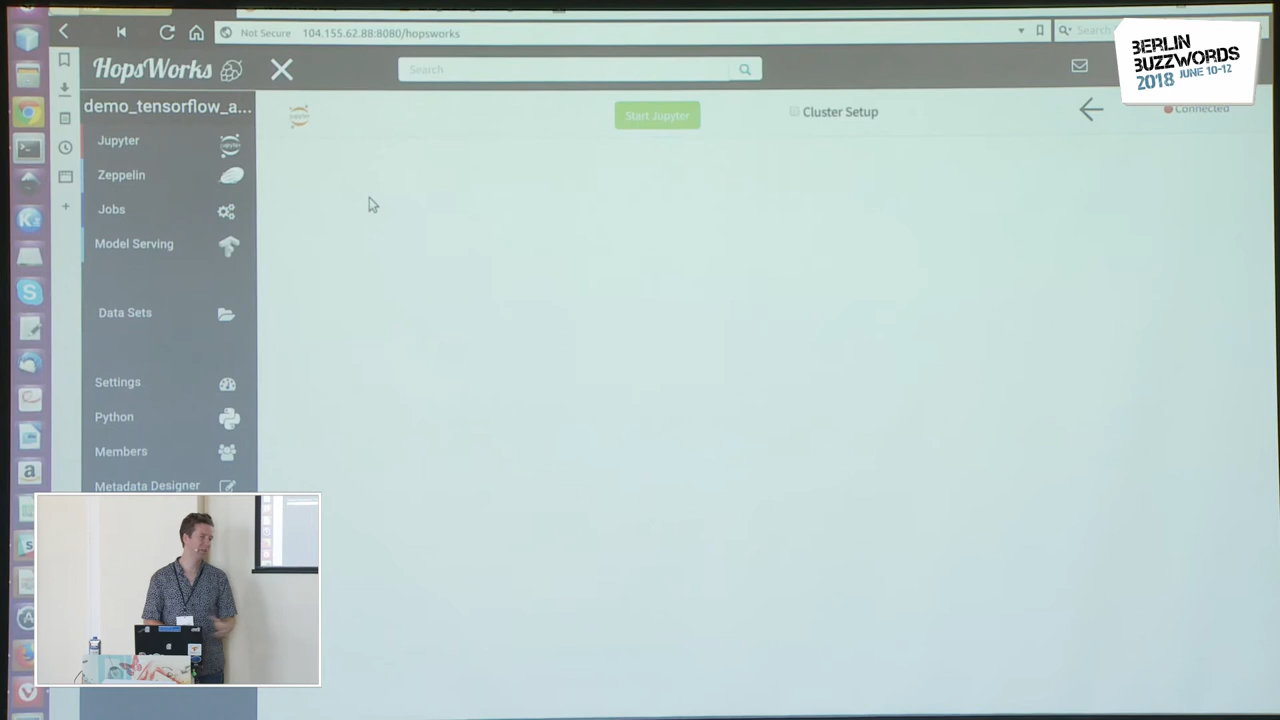 Not Secure 104.155.62.88:8080/hopsworks
Search
BERLIN
BUZZWORDS
2018 JUNE 10-12
HopsWorks
Search
demo_tensorflow_a...
Start Jupyter
Cluster Setup
Connected
Jupyter
Zeppelin
Jobs
Model Serving
Data Sets
Settings
Python
Members
Metadata Designer